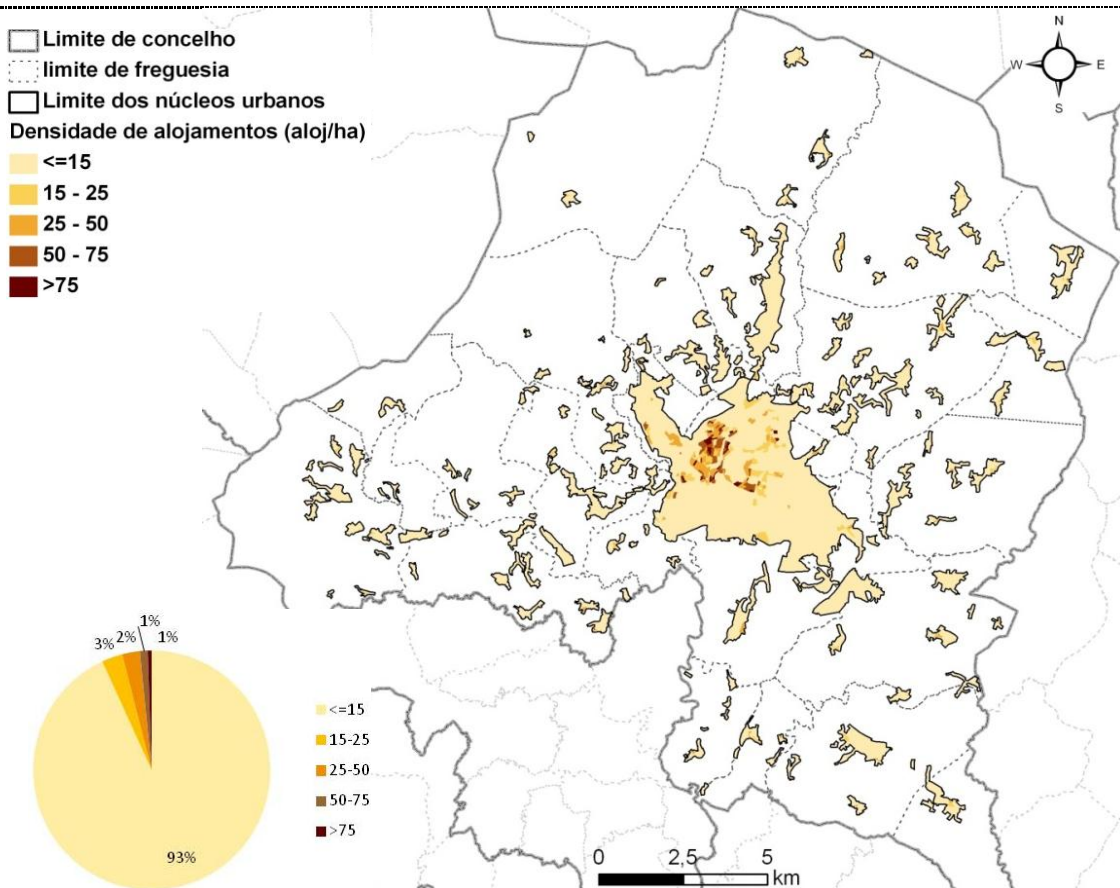 Limite de concelho
limite de freguesia
Limite dos núcleos urbanos
Densidade de alojamentos (aloj/ha)
<=15
15 - 25
25 - 50
50 - 75
>75
N
W
E
S
1%
3%
2%
1%
93%
<=15
15-25
25-50
50-75
>75
0
2,5
5
km